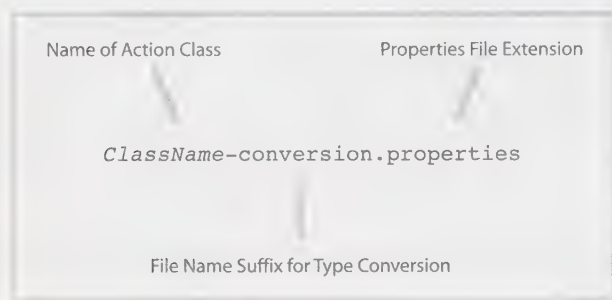 Name of Action Class
Properties File Extension
ClassName-conversion.properties
File Name Suffix for Type Conversion